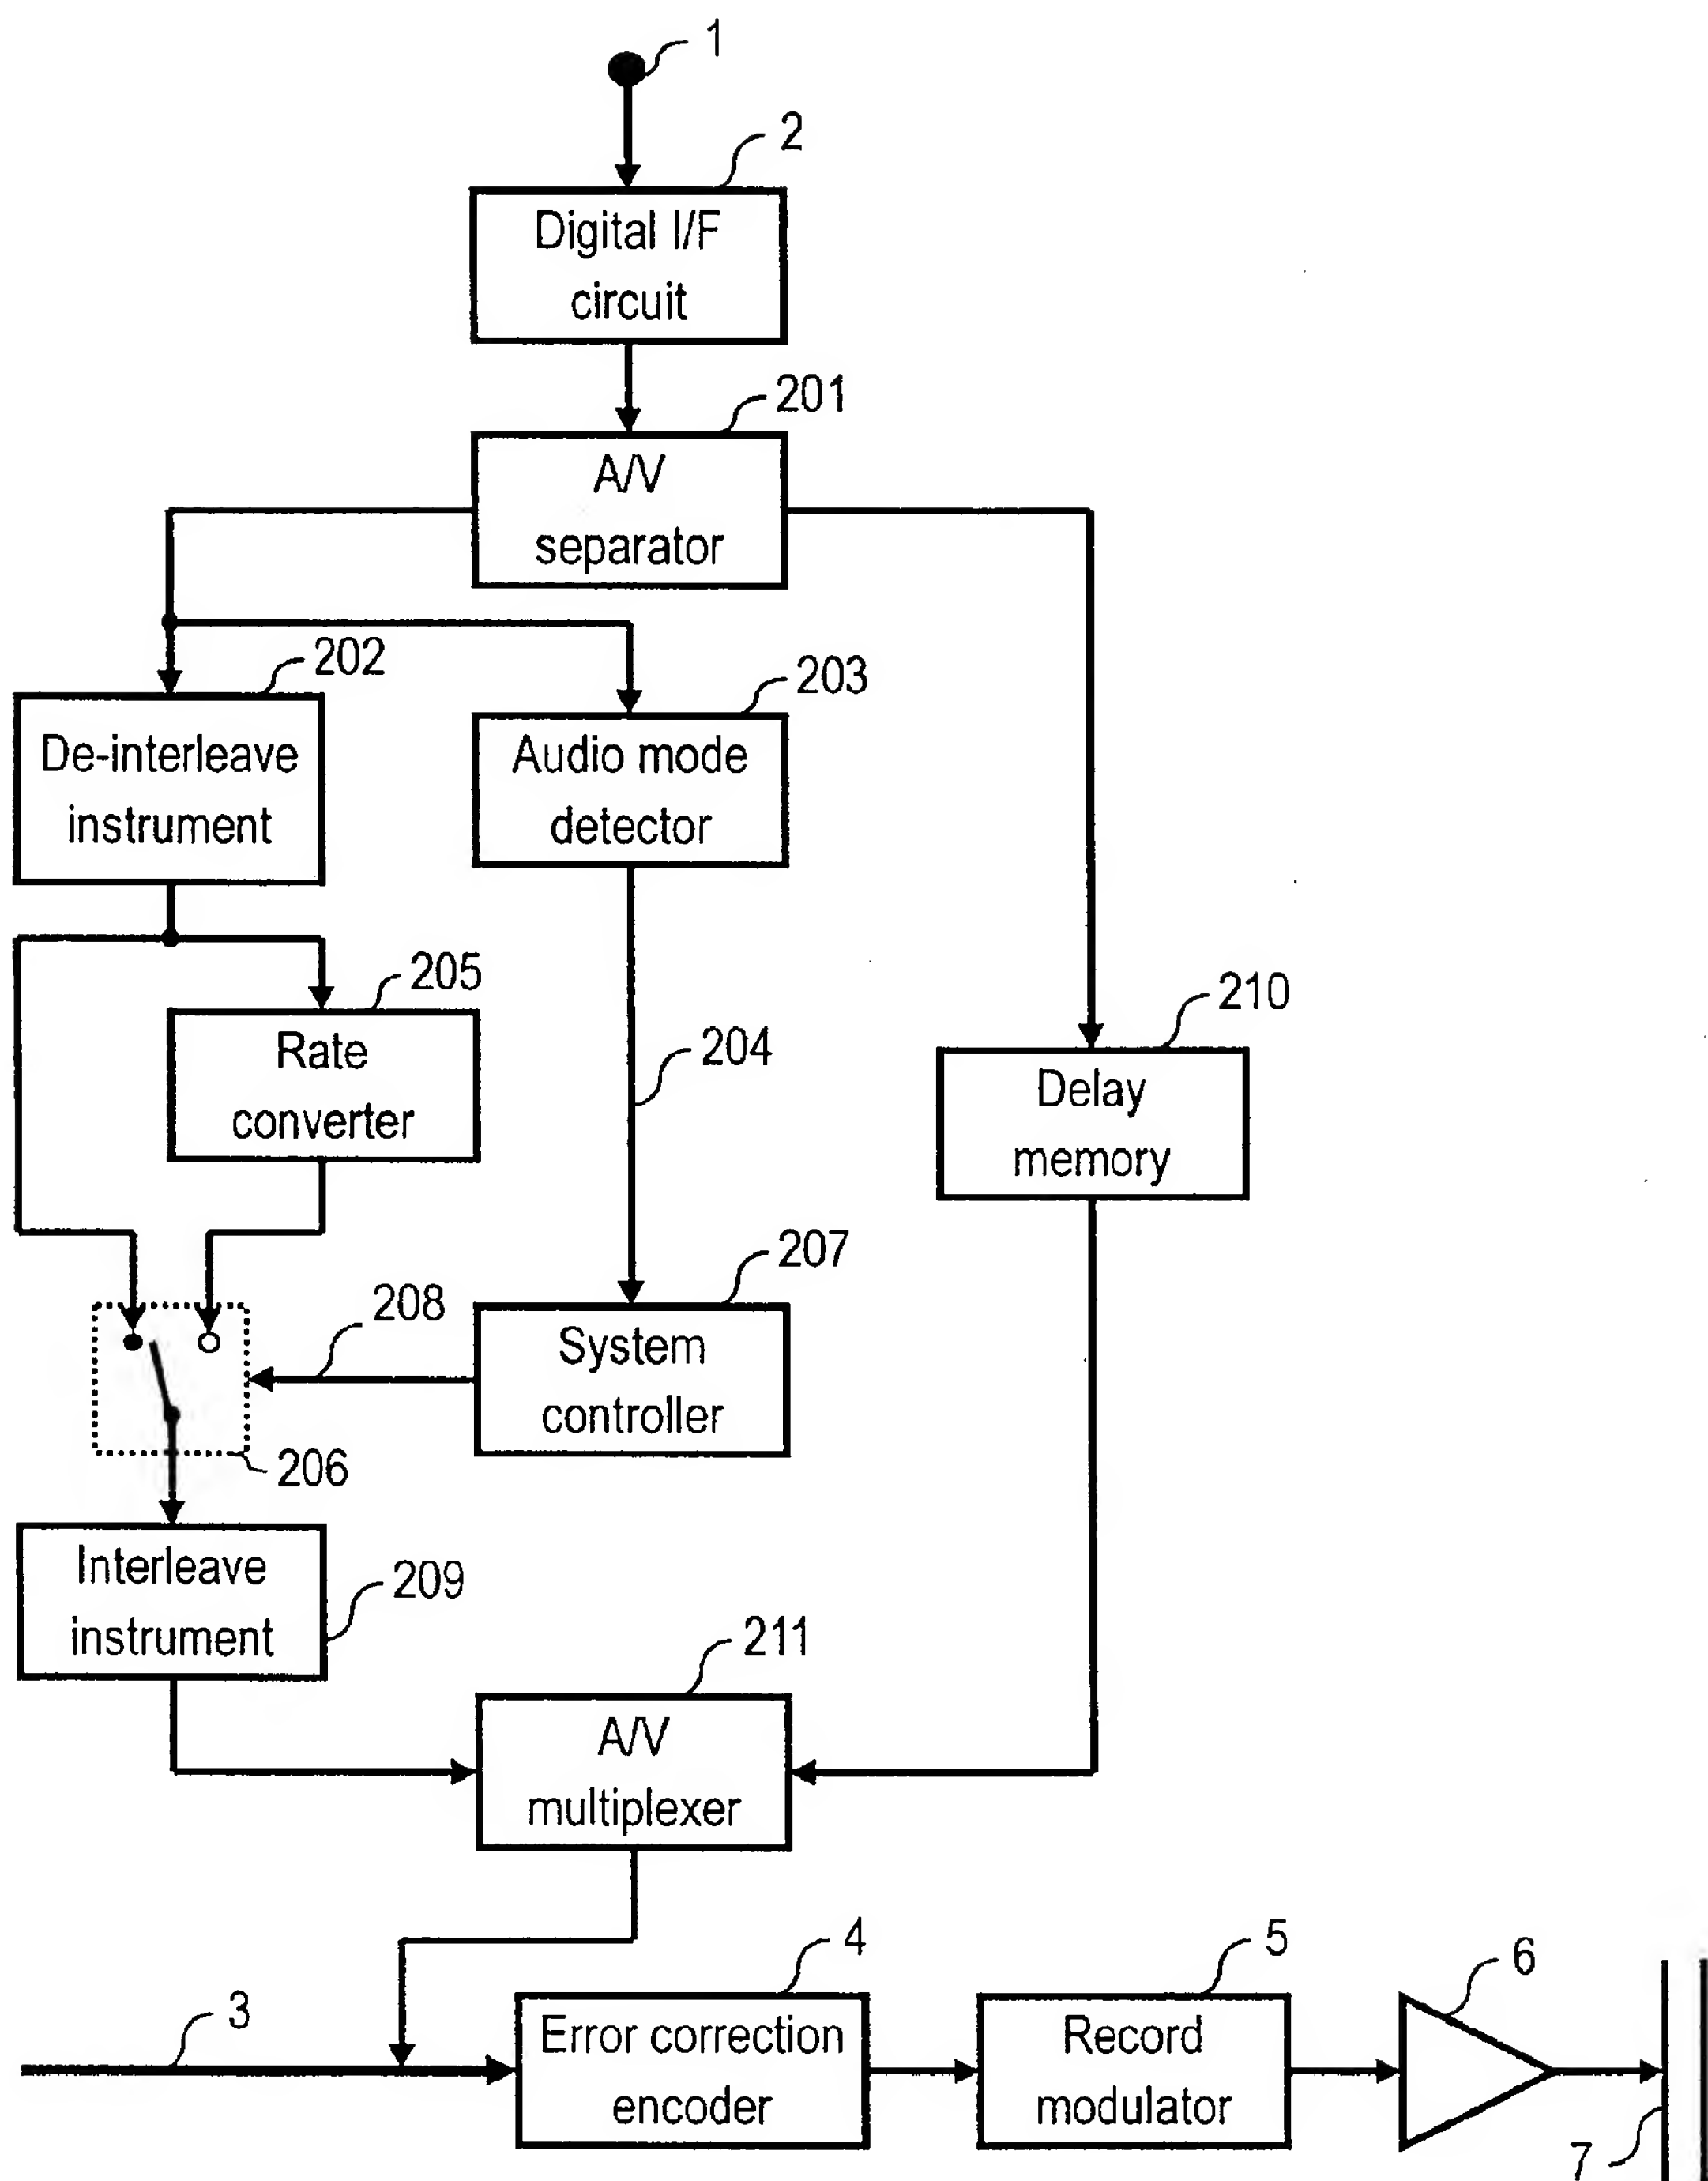 1
2
Digital I/F
circuit
201
A/V
separator
202
203
De-interleave
instrument
Audio mode
detector
205
210
204
Rate
converter
Delay
memory
207
208
System
controller
206
Interleave
instrument
209
211
A/V
multiplexer
3
4
5
6
Error correction
encoder
Record
modulator
7